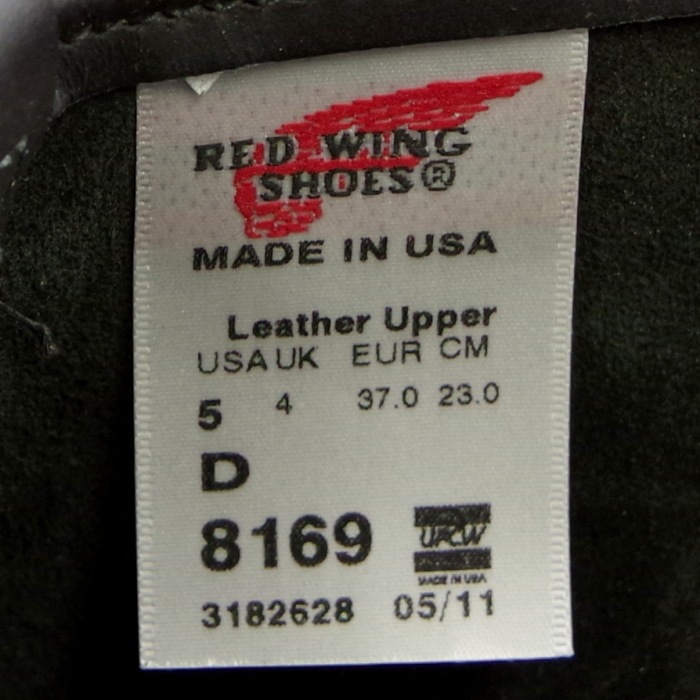 RED WING
SHOES®
MADE IN USA
Leather Upper
USA UK EUR CM
5 4 37.0 23.0
D
8169
UFCW
MADE IN USA
3182628 05/11